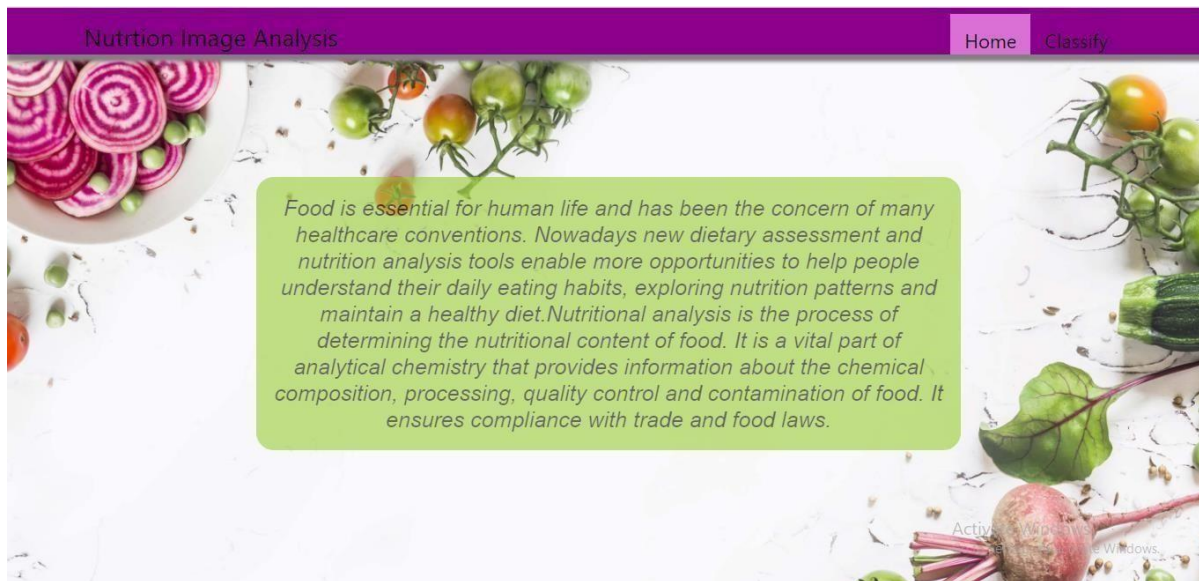 Nutrtion Image Analysis
Home
Classify
Food is essential for human life and has been the concern of many
healthcare conventions. Nowadays new dietary assessment and
nutrition analysis tools enable more opportunities to help people
understand their daily eating habits, exploring nutrition patterns and
maintain a healthy diet.Nutritional analysis is the process of
determining the nutritional content of food. It is a vital part of
analytical chemistry that provides information about the chemical
composition, processing, quality control and contamination of food. It
ensures compliance with trade and food laws.
Windows.